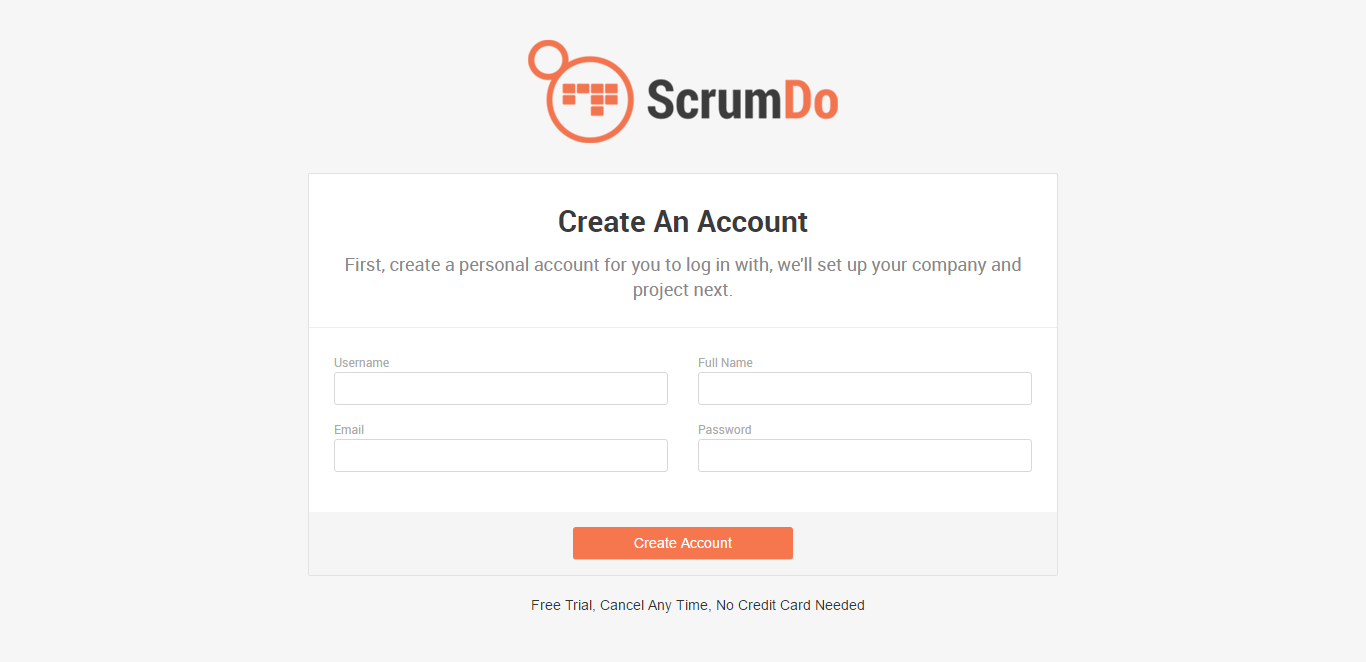 ScrumDo
Create An Account
First, create a personal account for you to log in with, we'll set up your company and
project next.
Username
Full Name
Email
Password
Create Account
Free Trial, Cancel Any Time, No Credit Card Needed